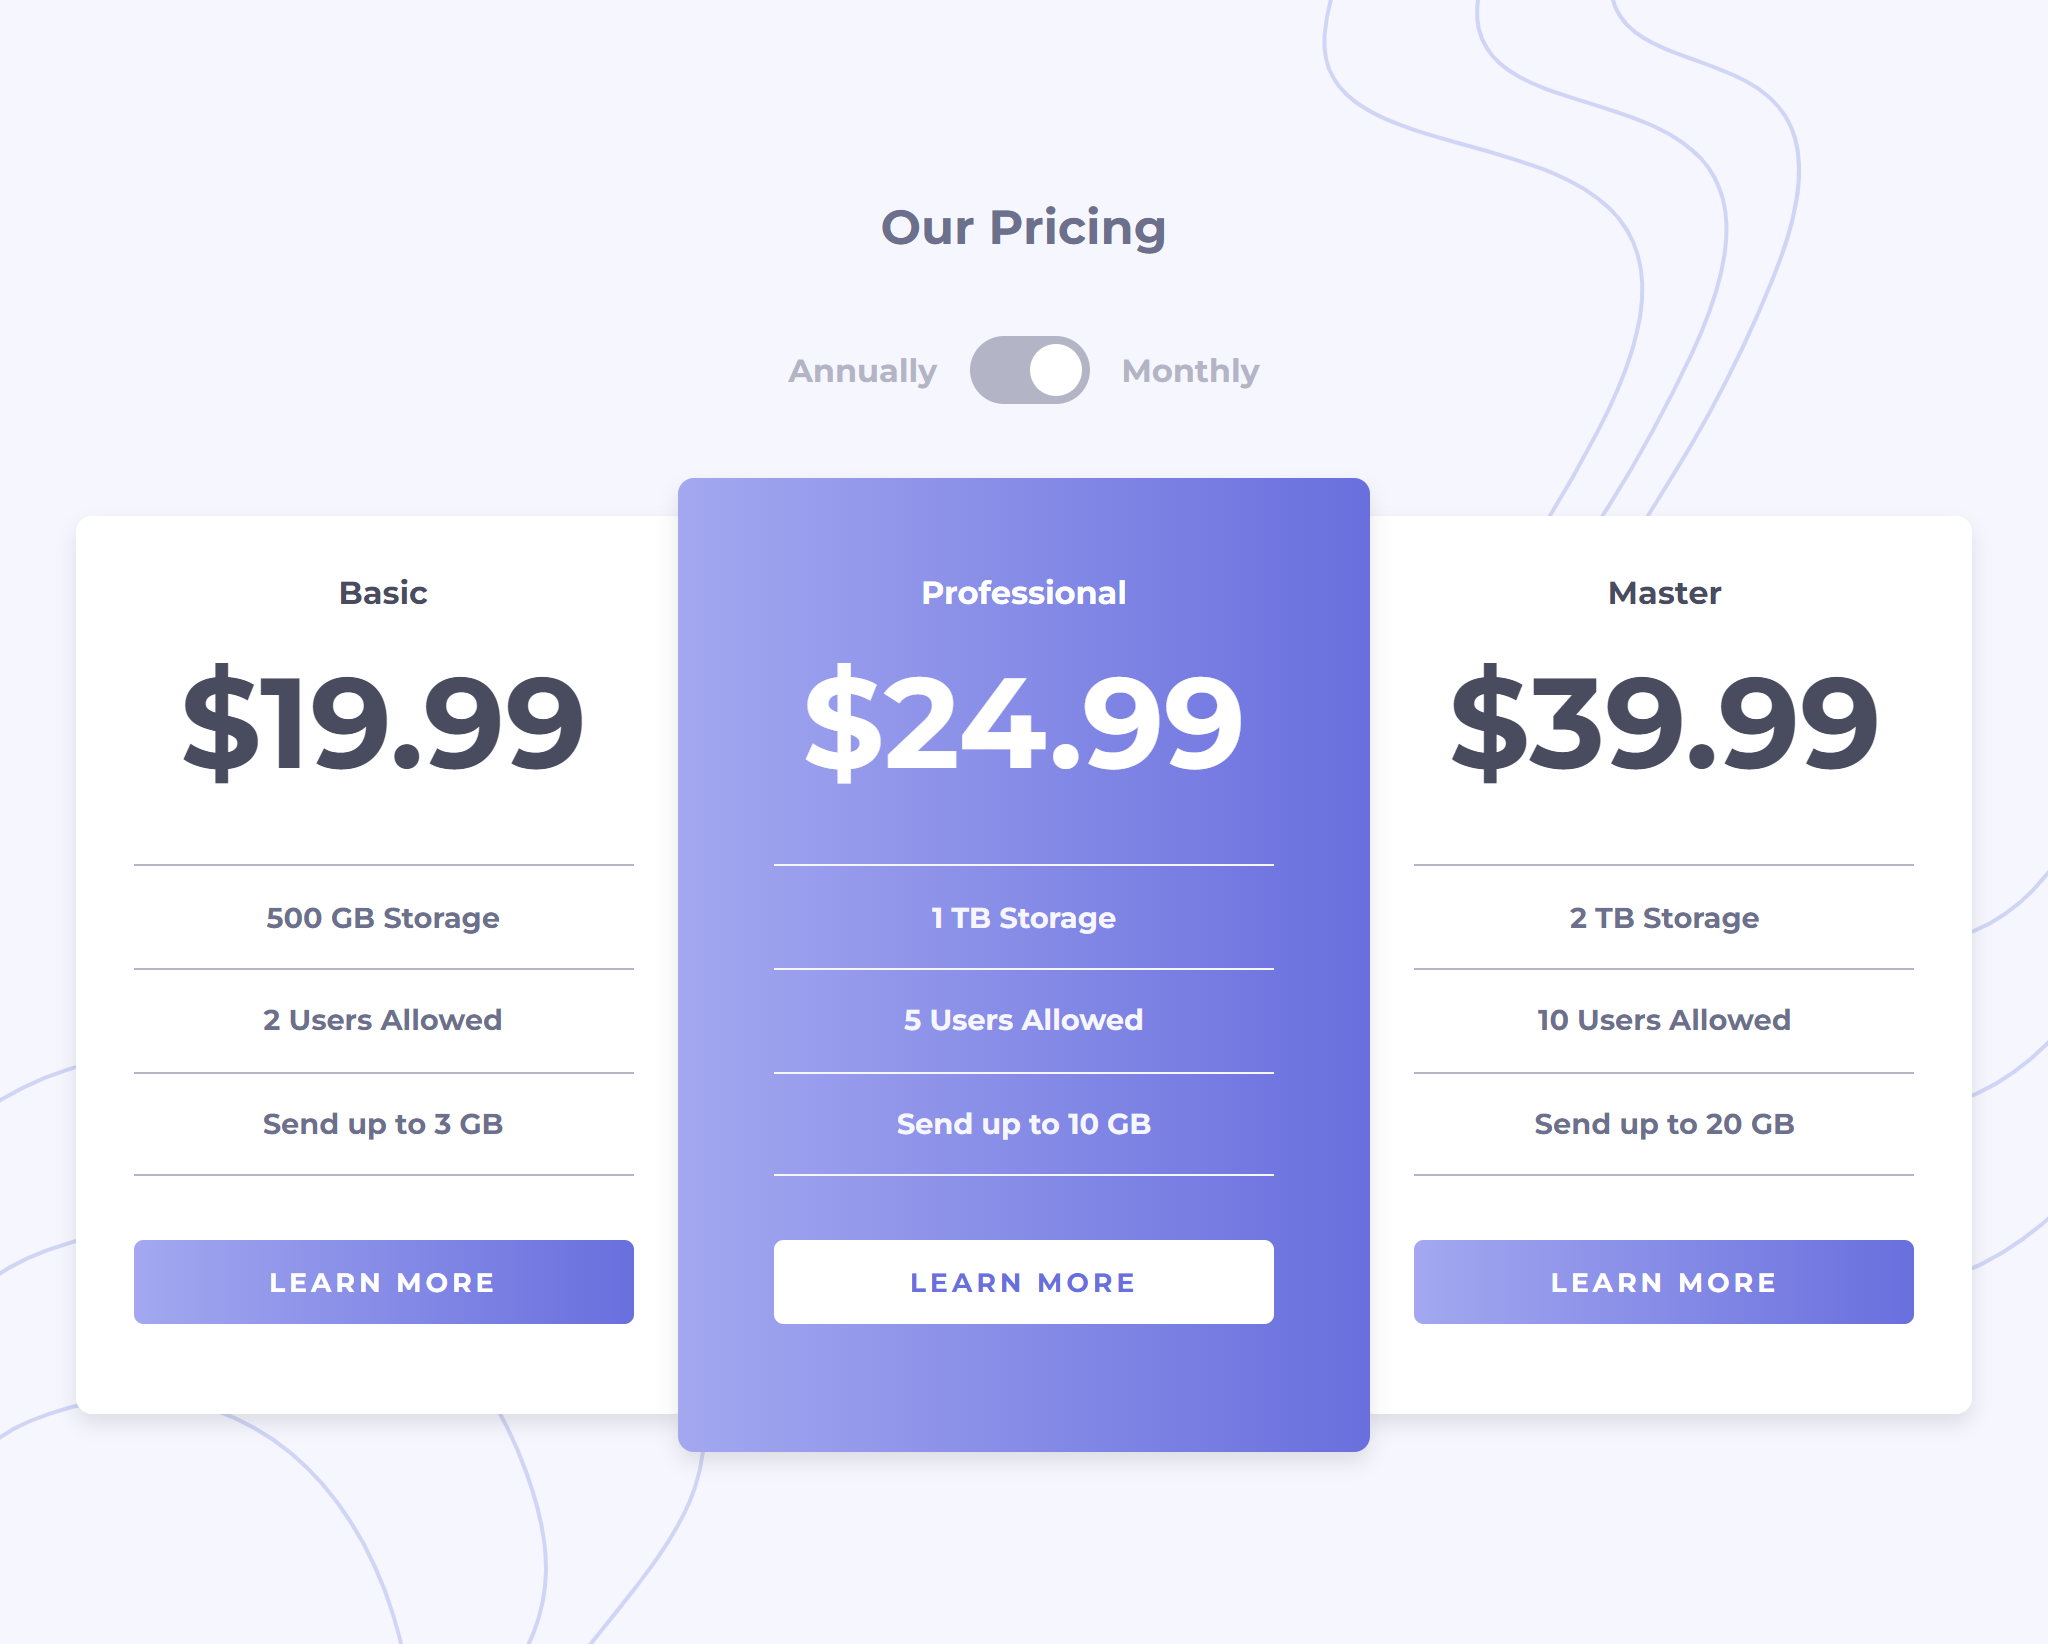 Our Pricing
Annually
Monthly
Basic
$19.99
500 GB Storage
2 Users Allowed
Send up to 3 GB
LEARN MORE
Professional
$24.99
1 TB Storage
5 Users Allowed
Send up to 10 GB
LEARN MORE
Master
$39.99
2 TB Storage
10 Users Allowed
Send up to 20 GB
LEARN MORE